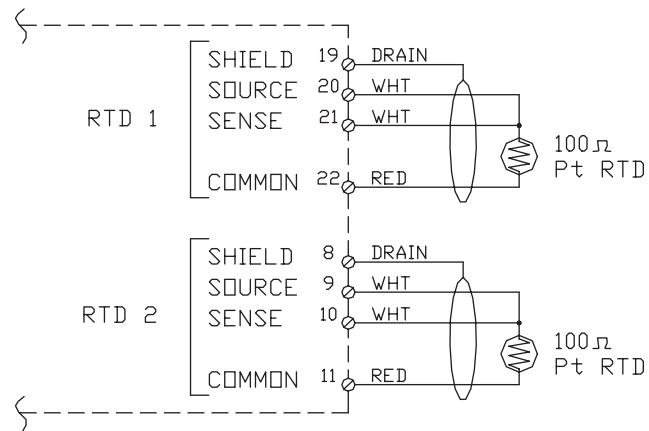 SHIELD 19 DRAIN
SOURCE 20 WHT
RTD 1 SENSE 21 WHT
100Ω
Pt RTD
COMMON 22 RED
SHIELD 8 DRAIN
SOURCE 9 WHT
RTD 2 SENSE 10 WHT
100Ω
Pt RTD
COMMON 11 RED